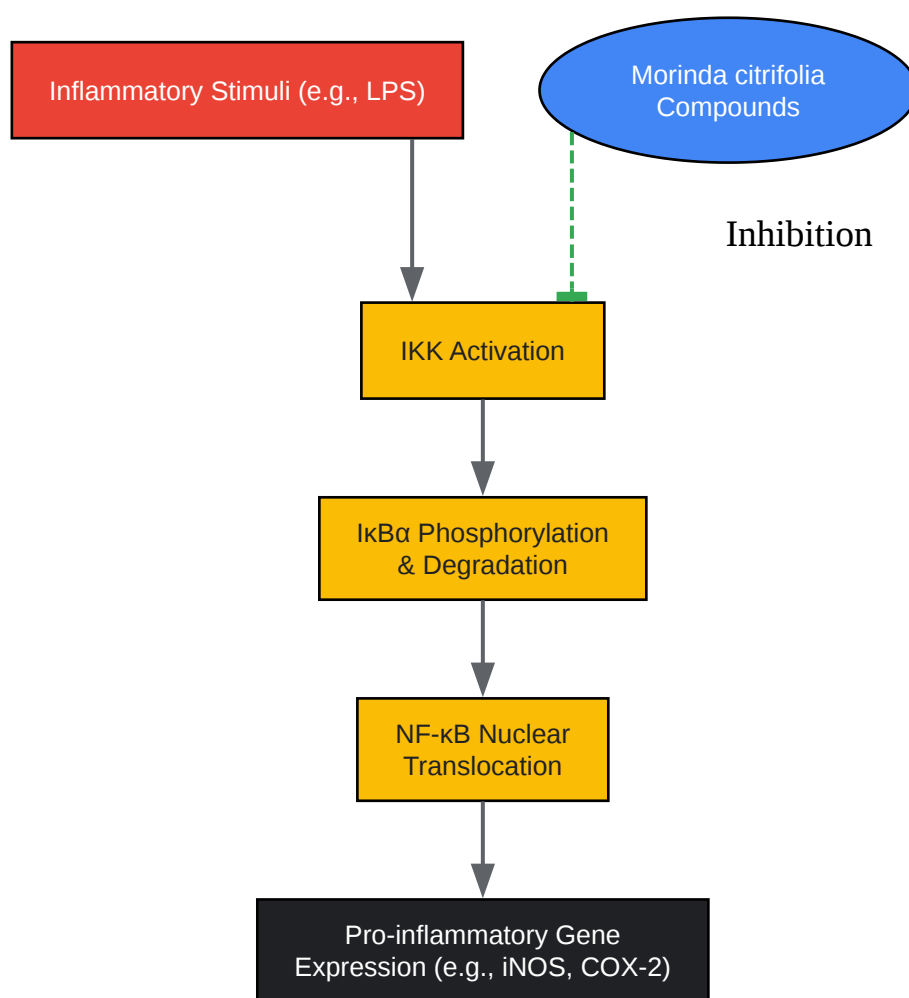 Inflammatory Stimuli (e.g., LPS)
Morinda citrifolia
Compounds
Inhibition
IKK Activation
IκBα Phosphorylation
& Degradation
NF-κB Nuclear
Translocation
Pro-inflammatory Gene
Expression (e.g., iNOS, COX-2)